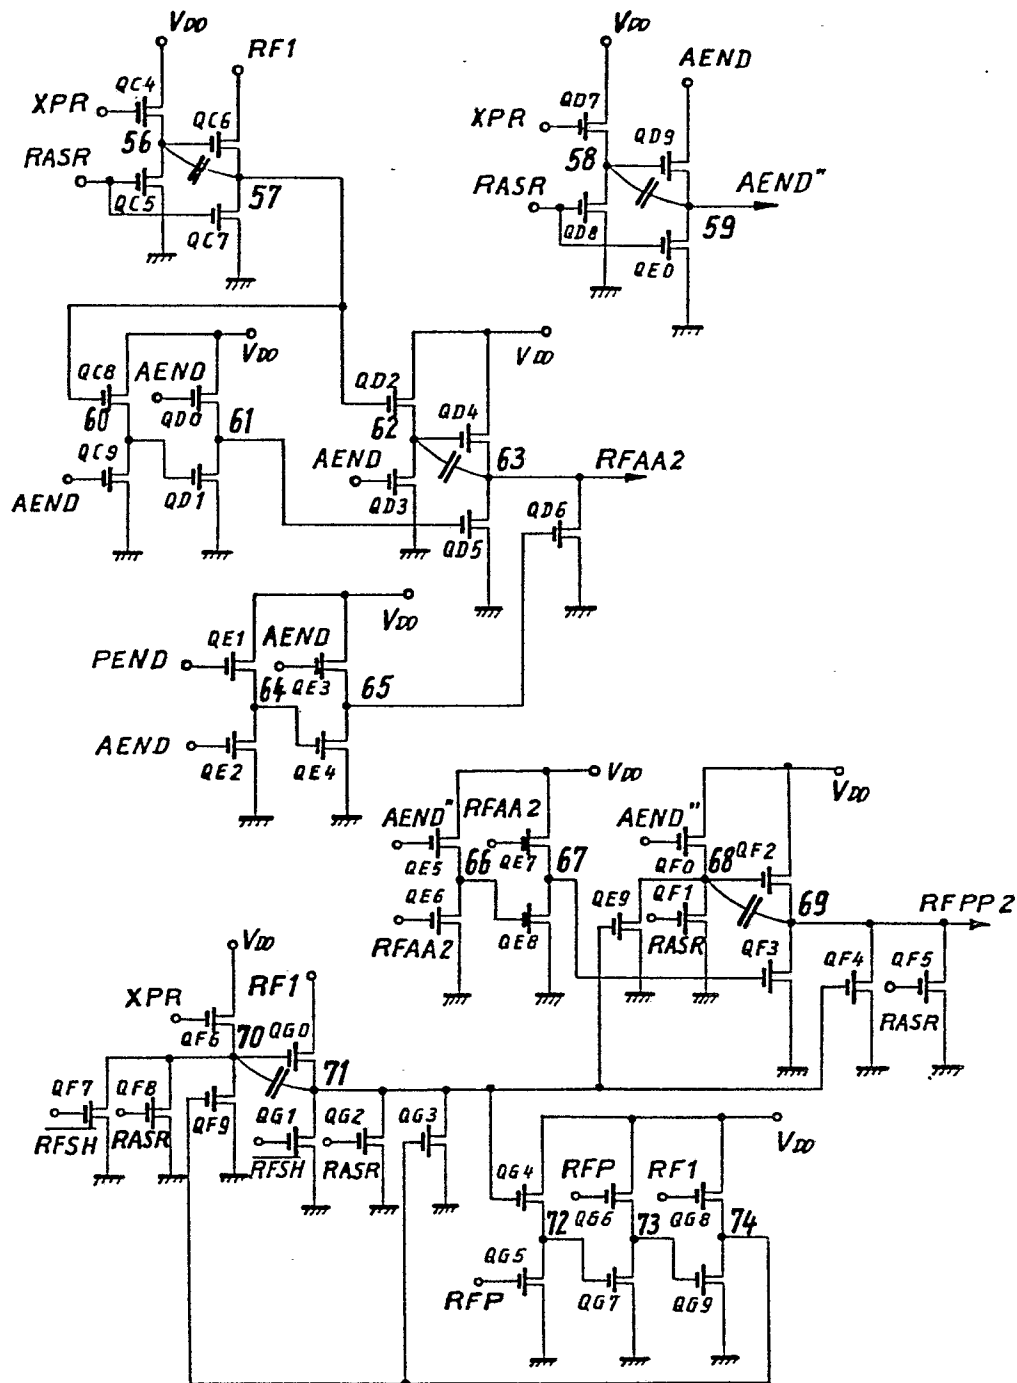 VDD
RF1
QC4
XPR
QC6
56
RASR
57
QC5
QC7
VDD
AEND
QD7
XPR
QD9
58
RASR
AEND"
59
QD8
QE0
VDD
QC8
AEND
60
QD0
61
QC9
AEND
QD1
VDD
QD2
QD4
62
AEND
63
RFAA2
QD3
QD6
QD5
VDD
QE1
AEND
PEND
QE3
64
65
AEND
QE2
QE4
VDD
AEND"
RFAA2
QE5
66
QE7
67
QE6
RFAA2
QE8
VDD
AEND"
QF0
68
QF2
QE9
QF1
69
RFPP2
RASR
QF3
QF4
QF5
RASR
VDD
XPR
RF1
QF6
70
QG0
71
QF7
QF8
QF9
RFSH
RASR
QG1
QG2
QG3
RFSH
RASR
VDD
QG4
RFP
RF1
QG6
QG8
72
73
74
QG5
RFP
QG7
QG9